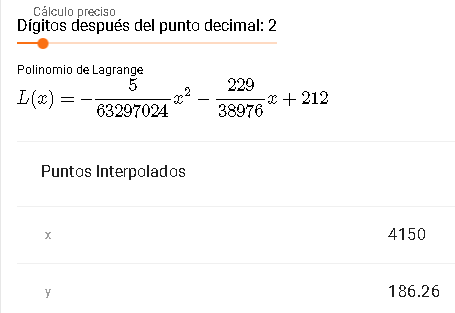 Cálculo preciso
Dígitos después del punto decimal: 2
Polinomio de Lagrange
L(x) = −5/63297024 x² − 229/38976 x + 212
Puntos Interpolados
x 4150
y 186.26